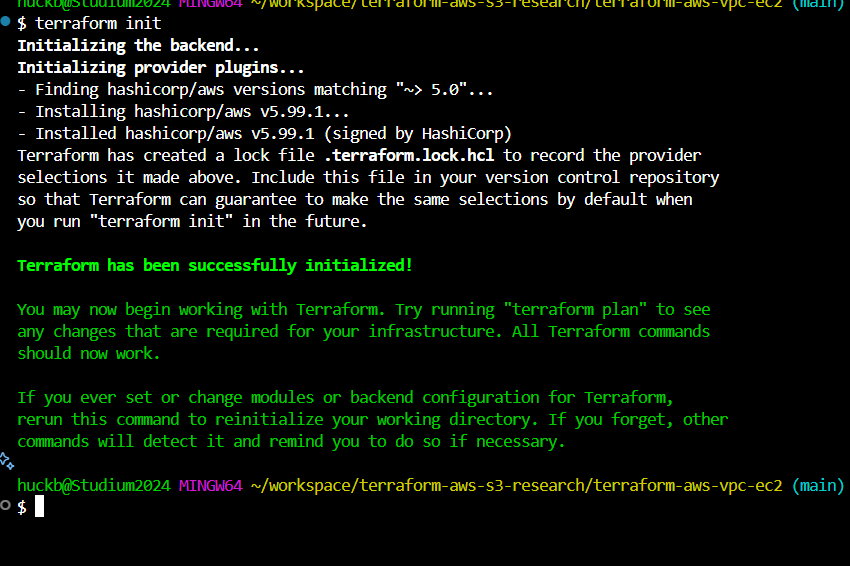 huckb@Studium2024 MINGW64 ~/workspace/terraform-aws-s3-research/terraform-aws-vpc-ec2 (main)
$ terraform init
Initializing the backend...
Initializing provider plugins...
- Finding hashicorp/aws versions matching "~> 5.0"...
- Installing hashicorp/aws v5.99.1...
- Installed hashicorp/aws v5.99.1 (signed by HashiCorp)
Terraform has created a lock file .terraform.lock.hcl to record the provider
selections it made above. Include this file in your version control repository
so that Terraform can guarantee to make the same selections by default when
you run "terraform init" in the future.
Terraform has been successfully initialized!
You may now begin working with Terraform. Try running "terraform plan" to see
any changes that are required for your infrastructure. All Terraform commands
should now work.
If you ever set or change modules or backend configuration for Terraform,
rerun this command to reinitialize your working directory. If you forget, other
commands will detect it and remind you to do so if necessary.
huckb@Studium2024 MINGW64 ~/workspace/terraform-aws-s3-research/terraform-aws-vpc-ec2 (main)
$